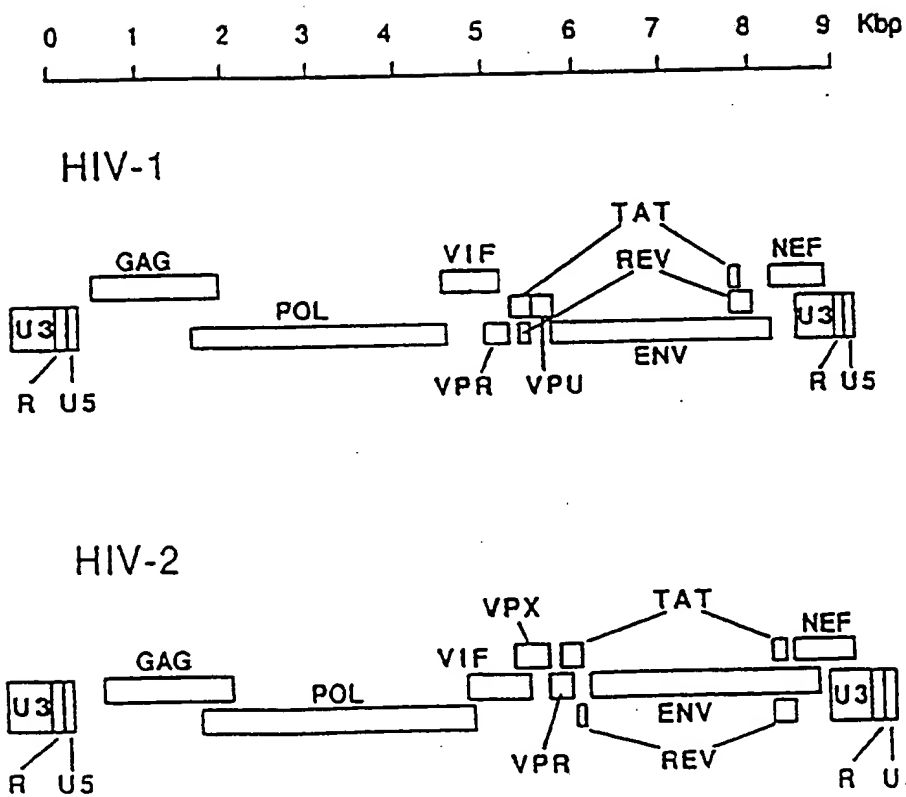 0 1 2 3 4 5 6 7 8 9 Kbp
HIV-1
TAT
GAG VIF REV NEF
U3 POL U3
VPR VPU ENV
R U5 R U5
HIV-2
VPX TAT NEF
GAG VIF
U3 POL ENV U3
VPR REV
R U5 R U